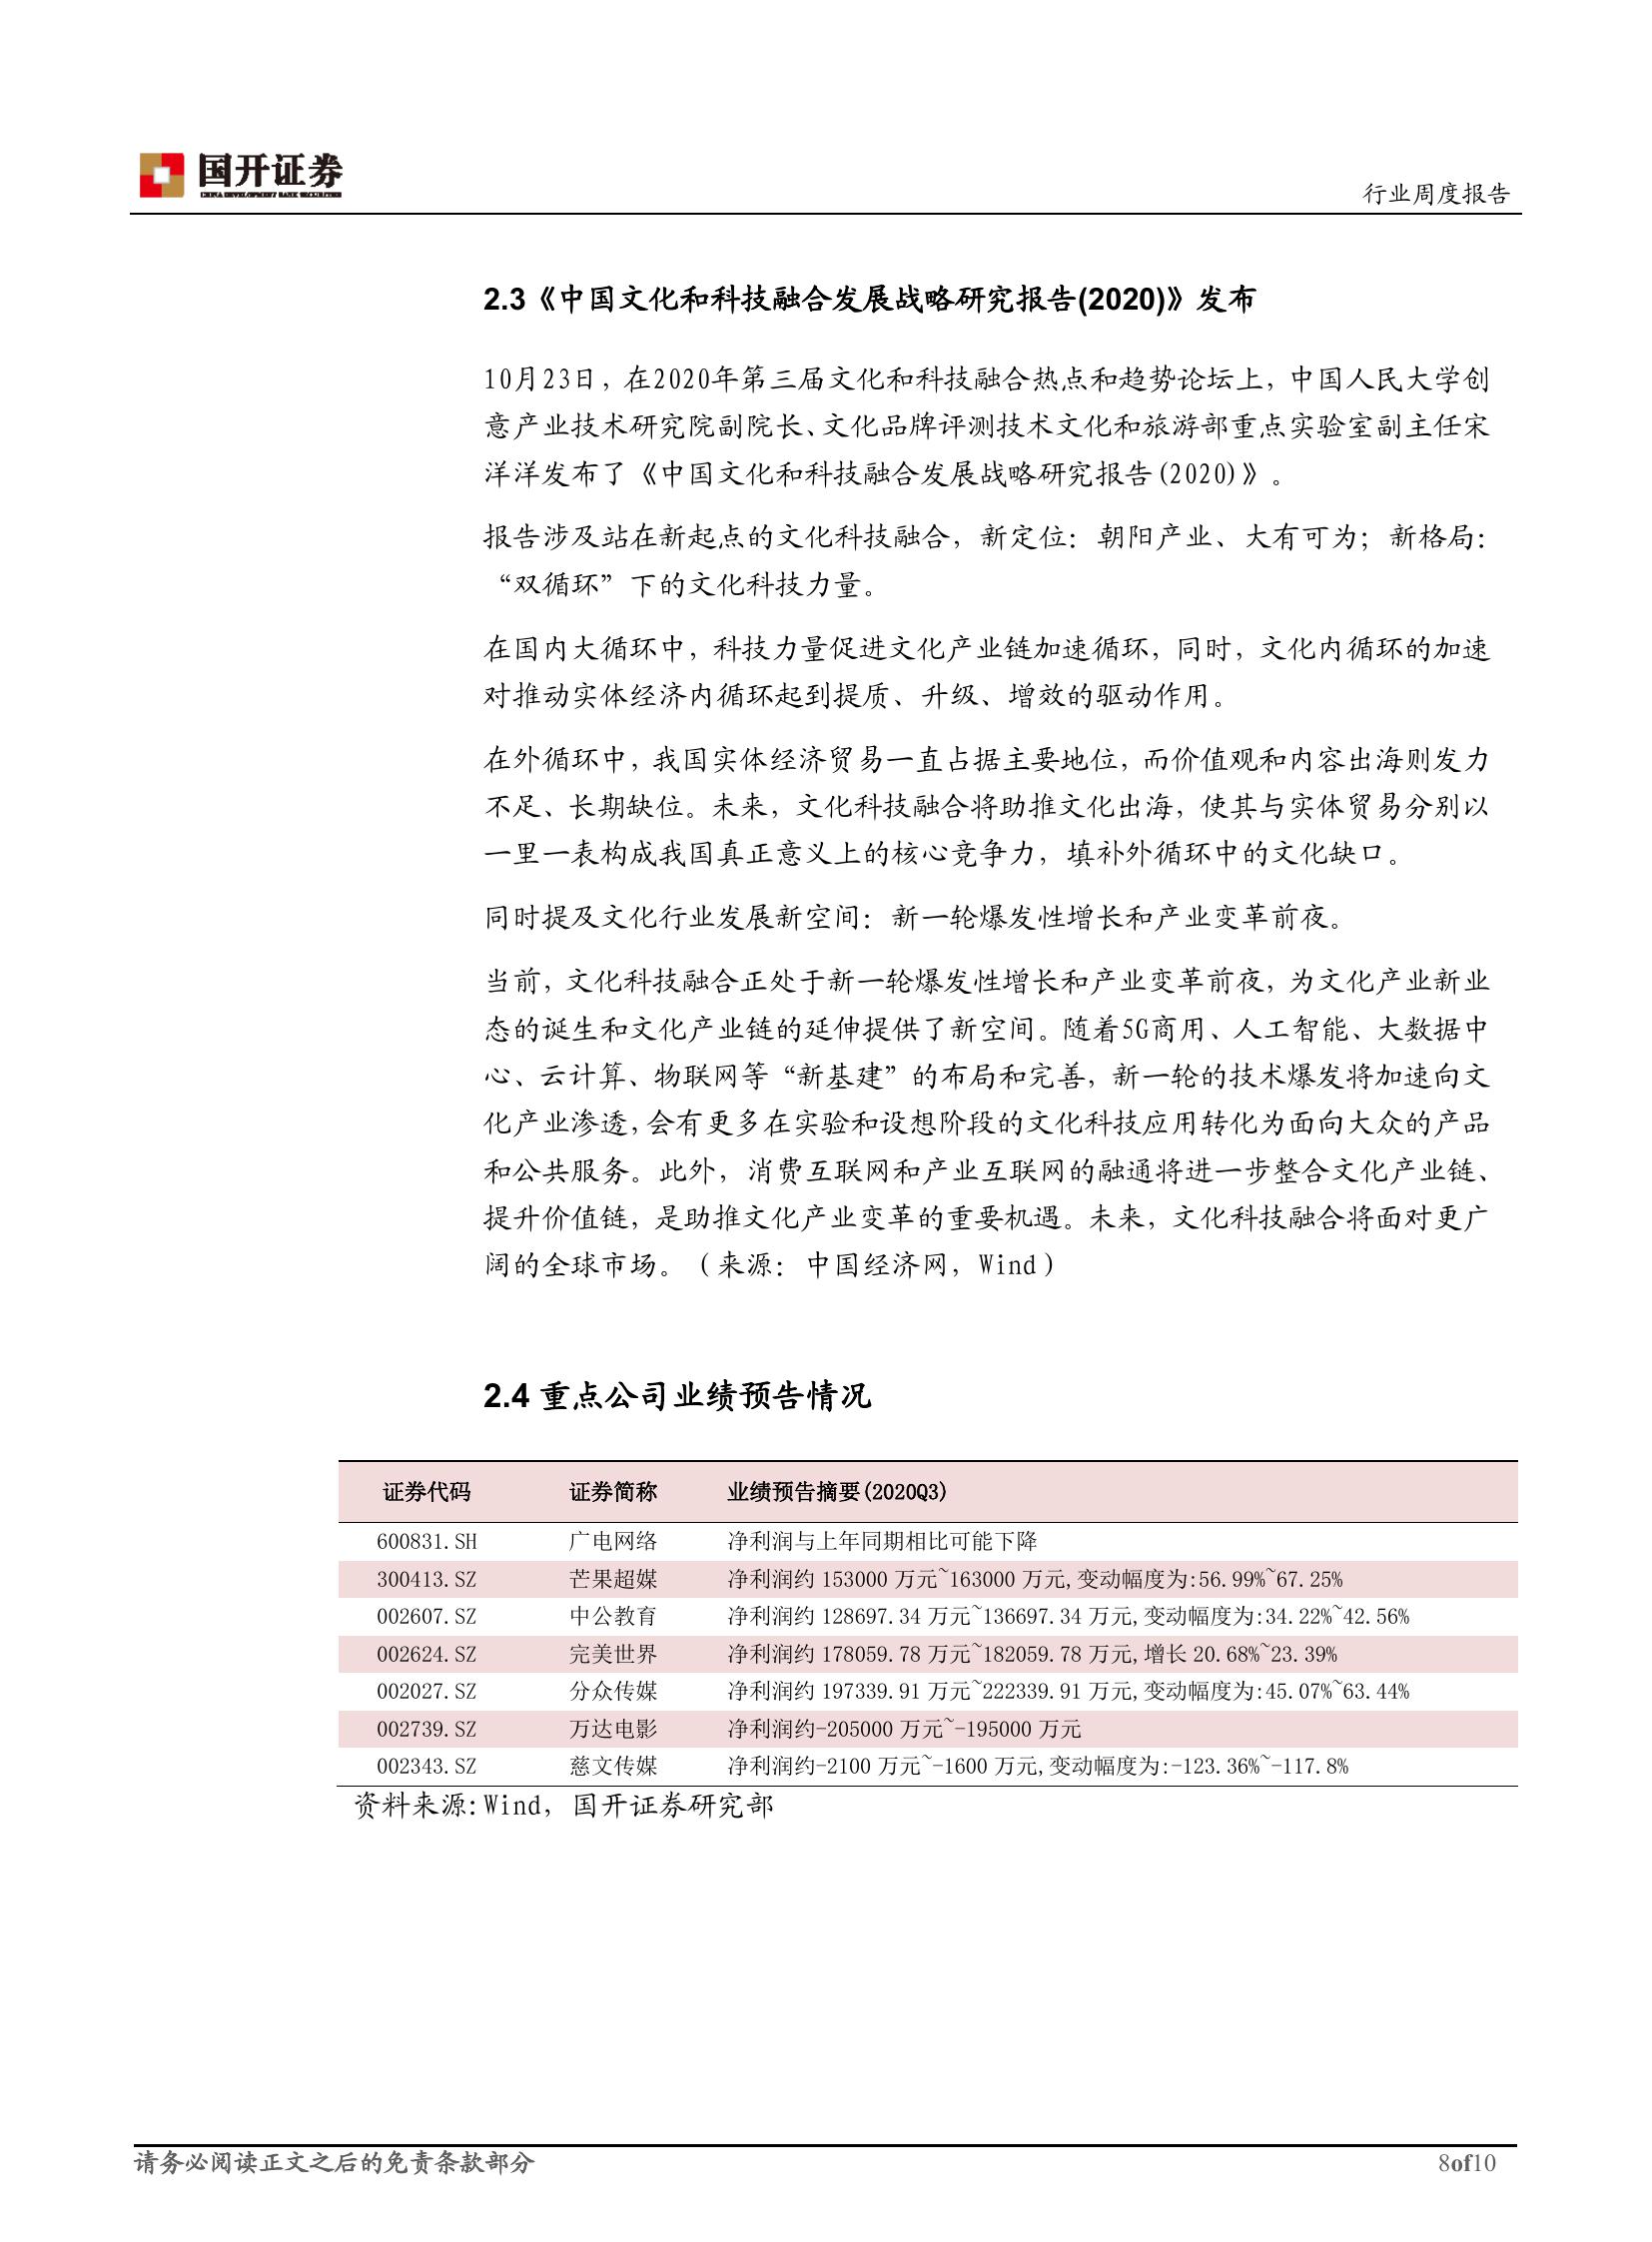 国开证券
CHINA DEVELOPMENT BANK SECURITIES
行业周度报告
2.3《中国文化和科技融合发展战略研究报告(2020)》发布
10月23日，在2020年第三届文化和科技融合热点和趋势论坛上，中国人民大学创
意产业技术研究院副院长、文化品牌评测技术文化和旅游部重点实验室副主任宋
洋洋发布了《中国文化和科技融合发展战略研究报告(2020)》。
报告涉及站在新起点的文化科技融合，新定位：朝阳产业、大有可为；新格局：
“双循环”下的文化科技力量。
在国内大循环中，科技力量促进文化产业链加速循环，同时，文化内循环的加速
对推动实体经济内循环起到提质、升级、增效的驱动作用。
在外循环中，我国实体经济贸易一直占据主要地位，而价值观和内容出海则发力
不足、长期缺位。未来，文化科技融合将助推文化出海，使其与实体贸易分别以
一里一表构成我国真正意义上的核心竞争力，填补外循环中的文化缺口。
同时提及文化行业发展新空间：新一轮爆发性增长和产业变革前夜。
当前，文化科技融合正处于新一轮爆发性增长和产业变革前夜，为文化产业新业
态的诞生和文化产业链的延伸提供了新空间。随着5G商用、人工智能、大数据中
心、云计算、物联网等“新基建”的布局和完善，新一轮的技术爆发将加速向文
化产业渗透，会有更多在实验和设想阶段的文化科技应用转化为面向大众的产品
和公共服务。此外，消费互联网和产业互联网的融通将进一步整合文化产业链、
提升价值链，是助推文化产业变革的重要机遇。未来，文化科技融合将面对更广
阔的全球市场。（来源：中国经济网，Wind）
2.4 重点公司业绩预告情况
证券代码 证券简称 业绩预告摘要(2020Q3)
600831.SH 广电网络 净利润与上年同期相比可能下降
300413.SZ 芒果超媒 净利润约 153000 万元~163000 万元,变动幅度为:56.99%~67.25%
002607.SZ 中公教育 净利润约 128697.34 万元~136697.34 万元,变动幅度为:34.22%~42.56%
002624.SZ 完美世界 净利润约 178059.78 万元~182059.78 万元,增长 20.68%~23.39%
002027.SZ 分众传媒 净利润约 197339.91 万元~222339.91 万元,变动幅度为:45.07%~63.44%
002739.SZ 万达电影 净利润约-205000 万元~-195000 万元
002343.SZ 慈文传媒 净利润约-2100 万元~-1600 万元,变动幅度为:-123.36%~-117.8%
资料来源:Wind，国开证券研究部
请务必阅读正文之后的免责条款部分
8of10